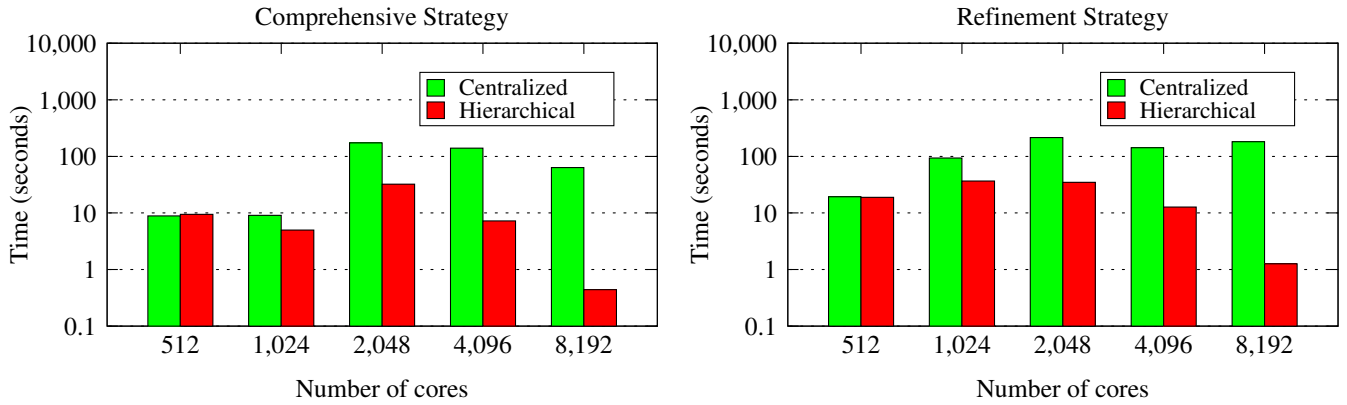 Comprehensive Strategy
10,000
1,000
100
10
1
0.1
Time (seconds)
Centralized
Hierarchical
512 1,024 2,048 4,096 8,192
Number of cores
Refinement Strategy
10,000
1,000
100
10
1
0.1
Time (seconds)
Centralized
Hierarchical
512 1,024 2,048 4,096 8,192
Number of cores